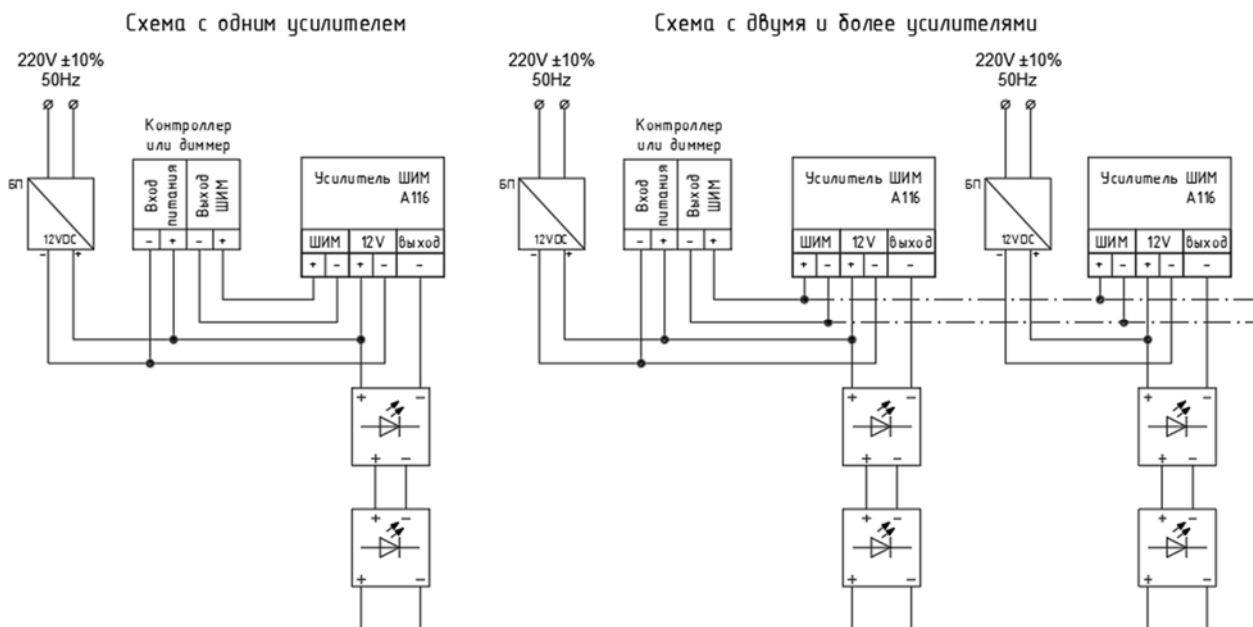 Схема с одним усилителем
220V ±10%
50Hz
Контроллер
или диммер
Вход
питания
Выход
ШИМ
- + - +
Усилитель ШИМ
A116
ШИМ 12V выход
+ - + - -
БП
12VDC
- +
+ -
+ -
+ -
+ -
Схема с двумя и более усилителями
220V ±10%
50Hz
Контроллер
или диммер
Вход
питания
Выход
ШИМ
- + - +
Усилитель ШИМ
A116
ШИМ 12V выход
+ - + - -
БП
12VDC
- +
+ -
+ -
+ -
+ -
220V ±10%
50Hz
Усилитель ШИМ
A116
ШИМ 12V выход
+ - + - -
БП
12VDC
- +
+ -
+ -
+ -
+ -